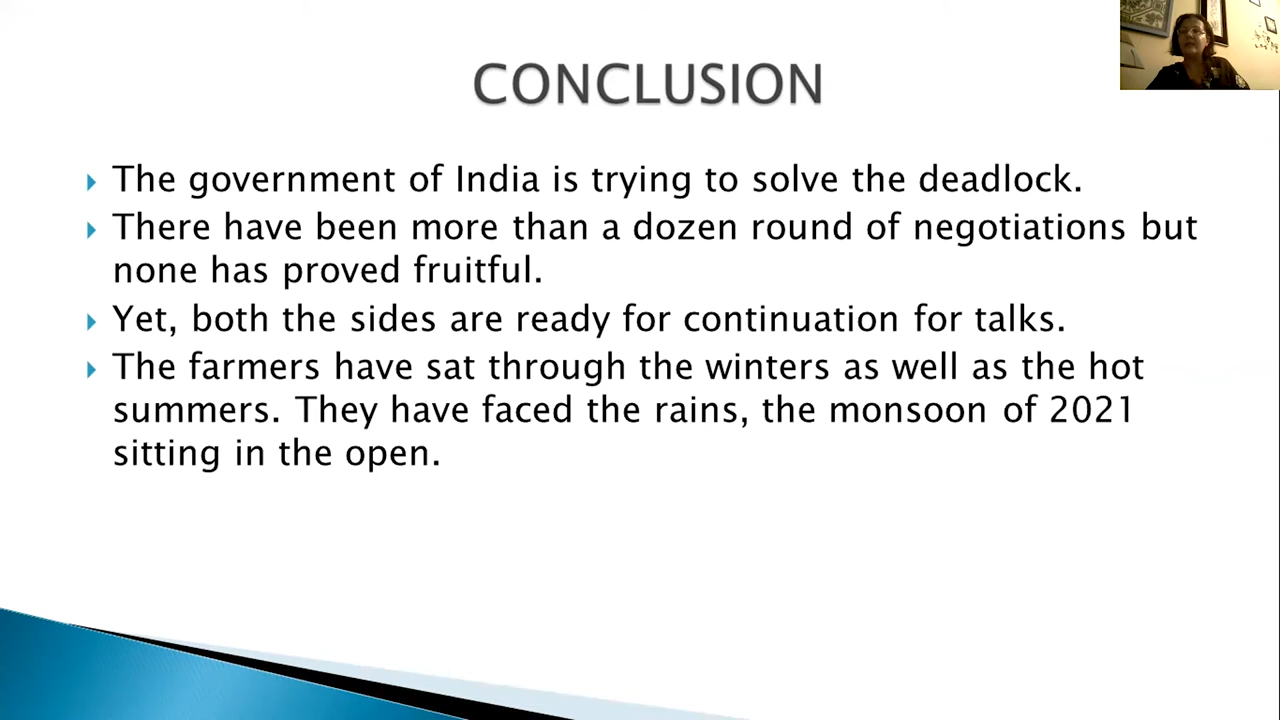 CONCLUSION
The government of India is trying to solve the deadlock.
There have been more than a dozen round of negotiations but
none has proved fruitful.
Yet, both the sides are ready for continuation for talks.
The farmers have sat through the winters as well as the hot
summers. They have faced the rains, the monsoon of 2021
sitting in the open.